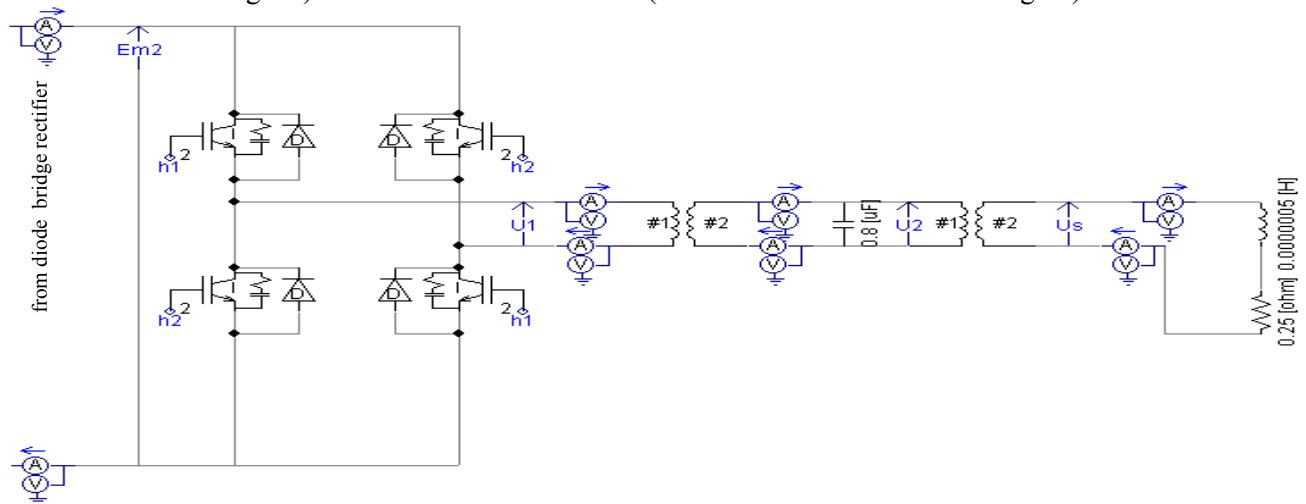 from diode bridge rectifier
A
V
Em2
D
D
h1
2
2
h2
A
V
U1
A
V
#1
#2
A
V
A
V
0.8 [uF]
U2
#1
#2
Us
A
V
A
V
0.0000005 [H]
0.25 [ohm]
D
D
h2
2
2
h1
A
V